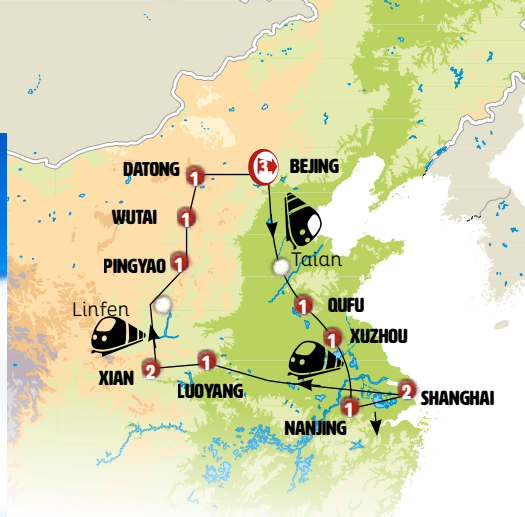 DATONG
1
3
BEJING
WUTAI
1
PINGYAO
1
Taian
Linfen
1
QUFU
1
XUZHOU
XIAN
2
1
LUOYANG
2
SHANGHAI
1
NANJING